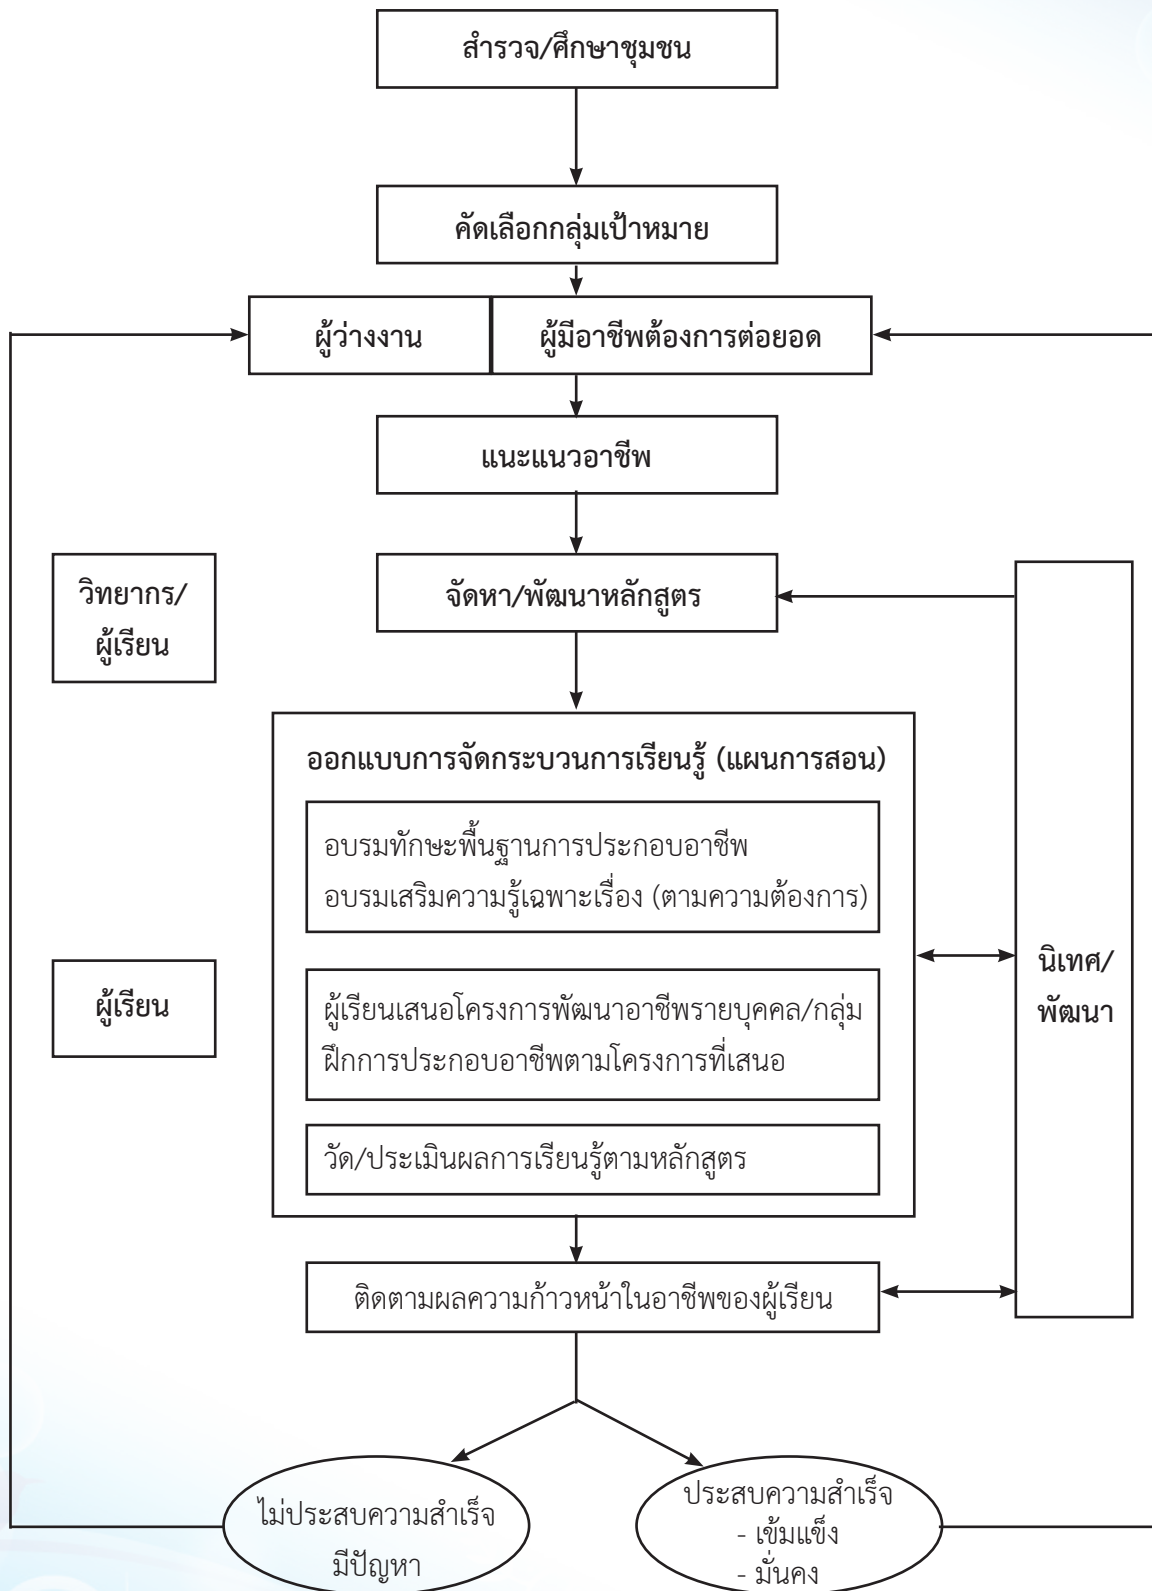 สำรวจ/ศึกษาชุมชน
คัดเลือกกลุ่มเป้าหมาย
ผู้ว่างงาน
ผู้มีอาชีพต้องการต่อยอด
แนะแนวอาชีพ
วิทยากร/
ผู้เรียน
จัดหา/พัฒนาหลักสูตร
ออกแบบการจัดกระบวนการเรียนรู้ (แผนการสอน)
อบรมทักษะพื้นฐานการประกอบอาชีพ
อบรมเสริมความรู้เฉพาะเรื่อง (ตามความต้องการ)
ผู้เรียน
ผู้เรียนเสนอโครงการพัฒนาอาชีพรายบุคคล/กลุ่ม
ฝึกการประกอบอาชีพตามโครงการที่เสนอ
นิเทศ/
พัฒนา
วัด/ประเมินผลการเรียนรู้ตามหลักสูตร
ติดตามผลความก้าวหน้าในอาชีพของผู้เรียน
ไม่ประสบความสำเร็จ
มีปัญหา
ประสบความสำเร็จ
- เข้มแข็ง
- มั่นคง